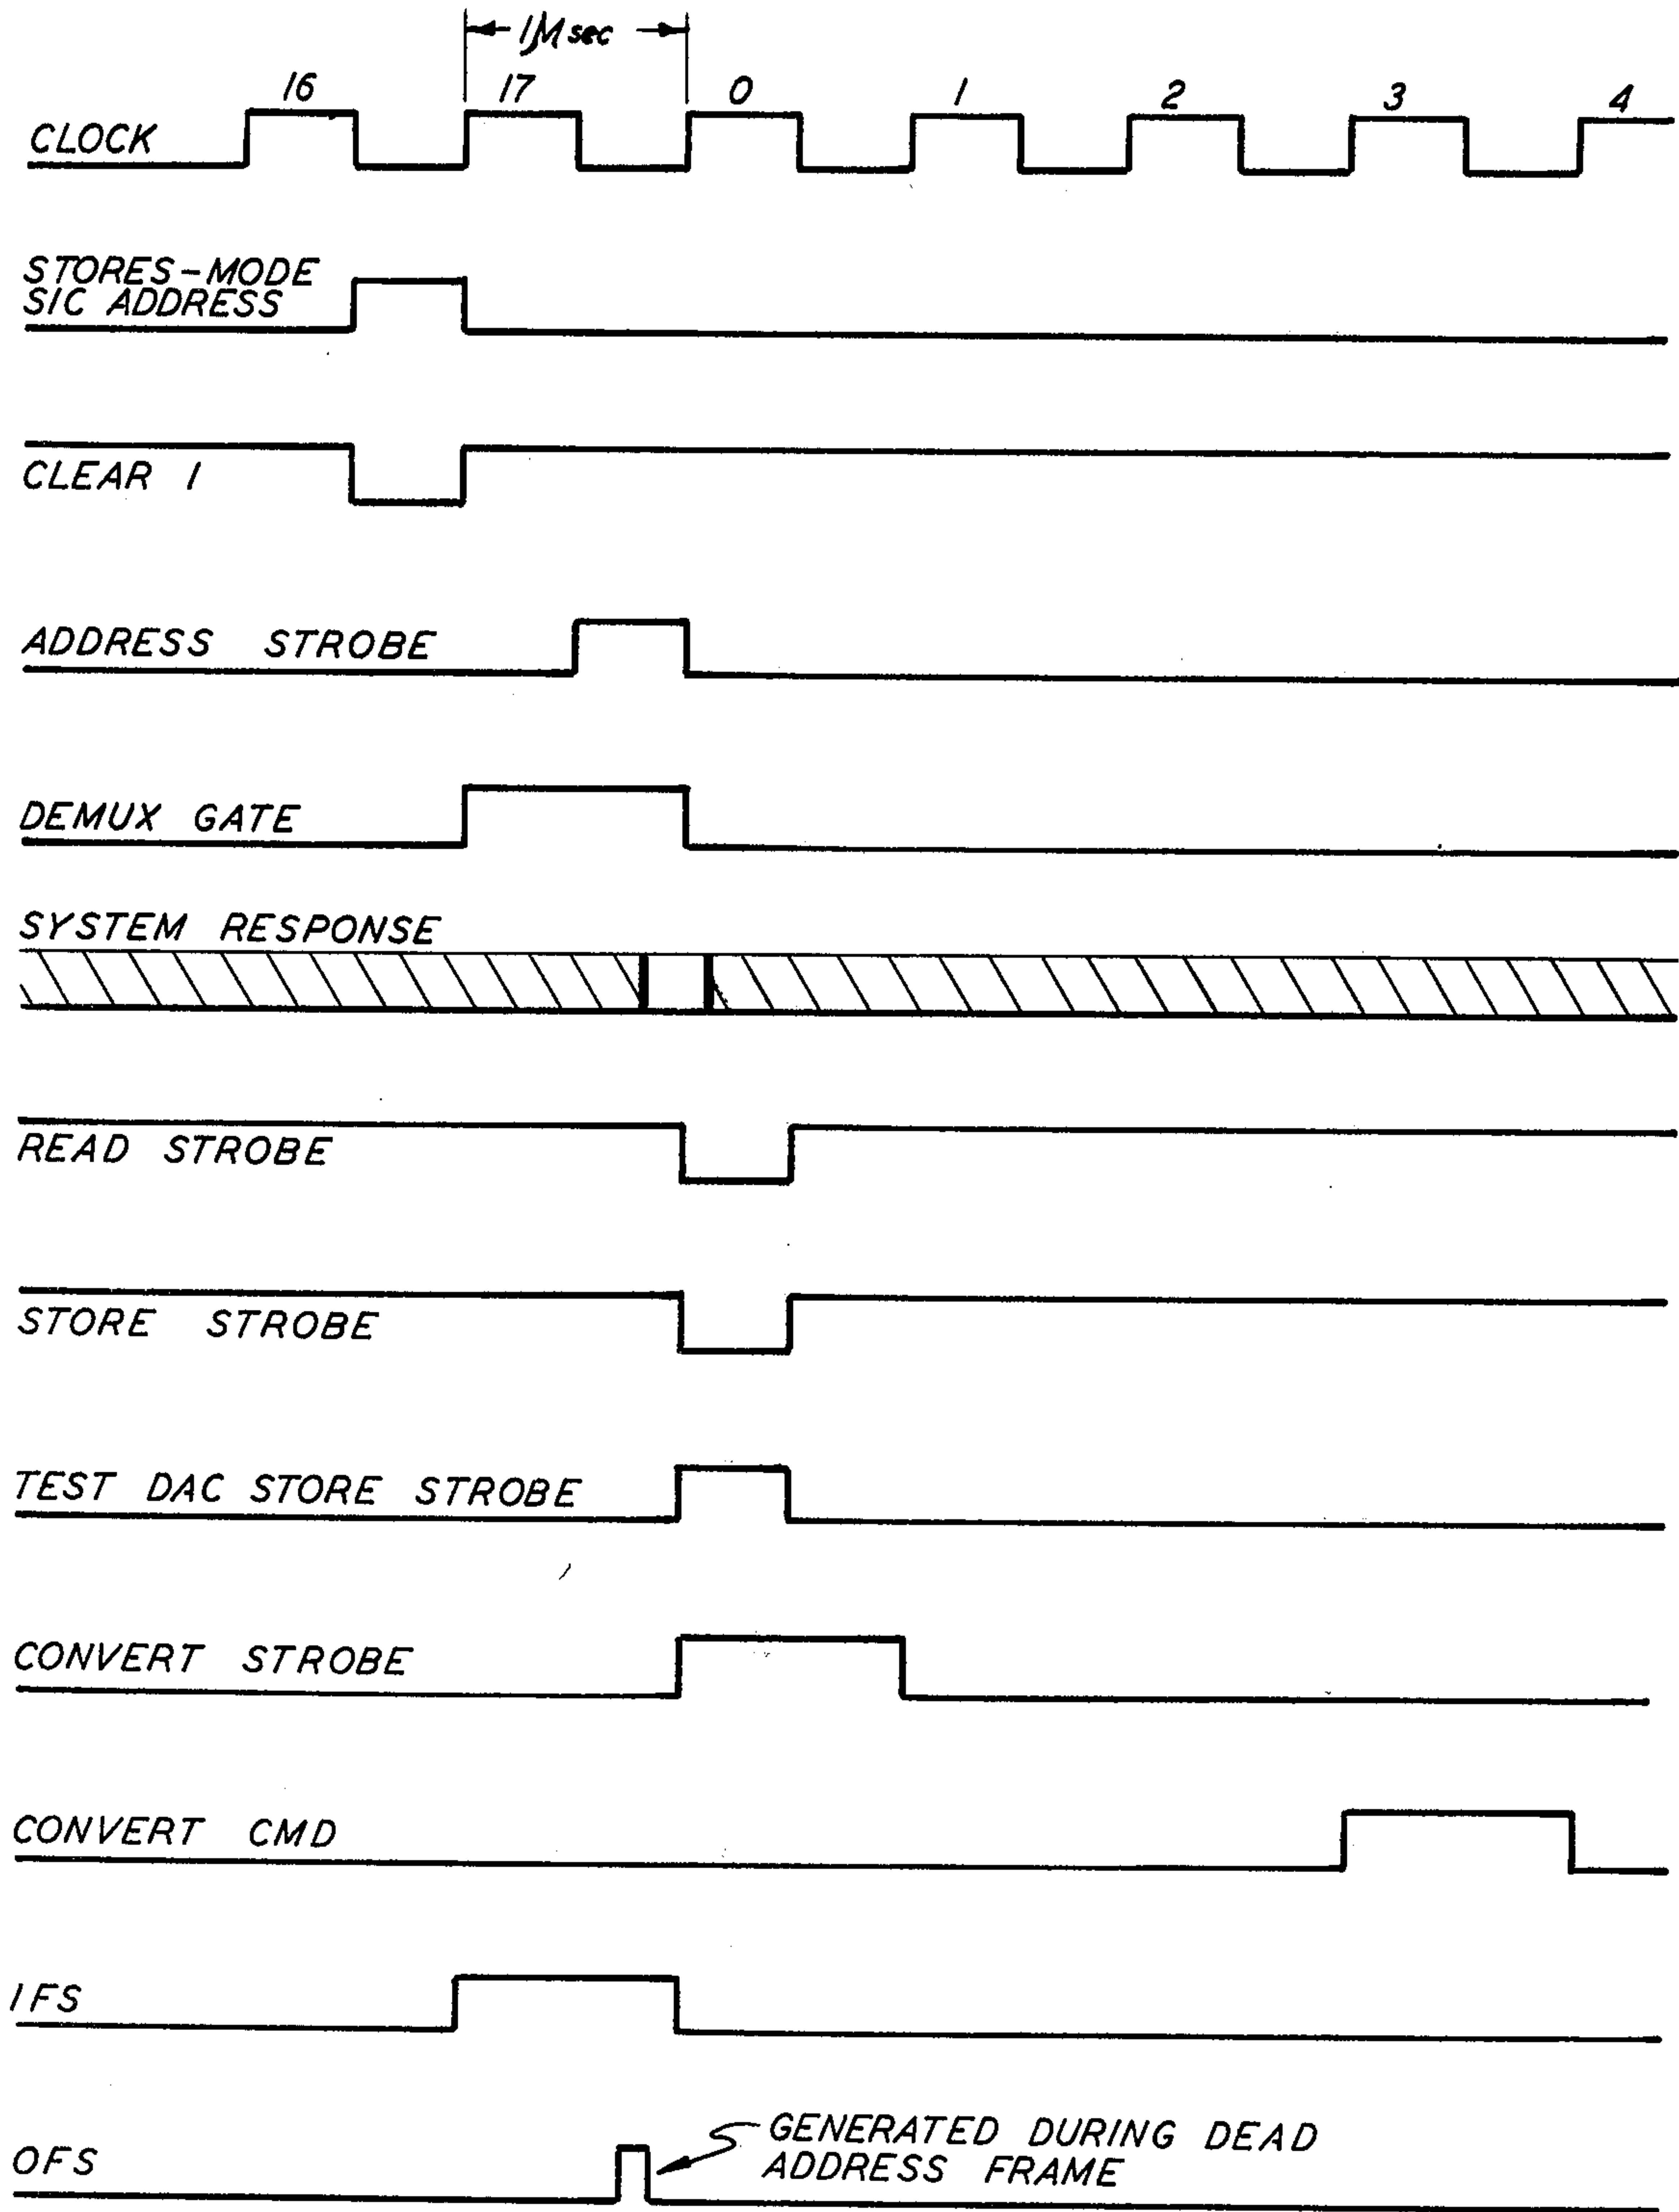 1μsec
16 17 0 1 2 3 4
CLOCK
STORES-MODE
SIC ADDRESS
CLEAR 1
ADDRESS STROBE
DEMUX GATE
SYSTEM RESPONSE
READ STROBE
STORE STROBE
TEST DAC STORE STROBE
CONVERT STROBE
CONVERT CMD
IFS
OFS
GENERATED DURING DEAD
ADDRESS FRAME